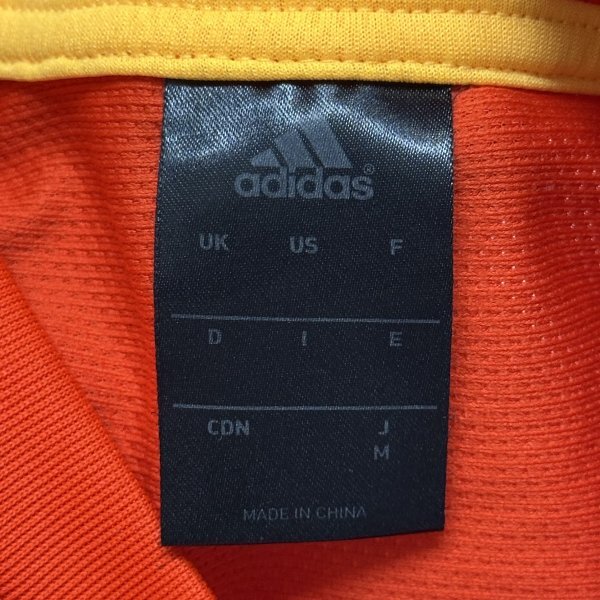 adidas®
UK US F
D I E
CDN J
M
MADE IN CHINA